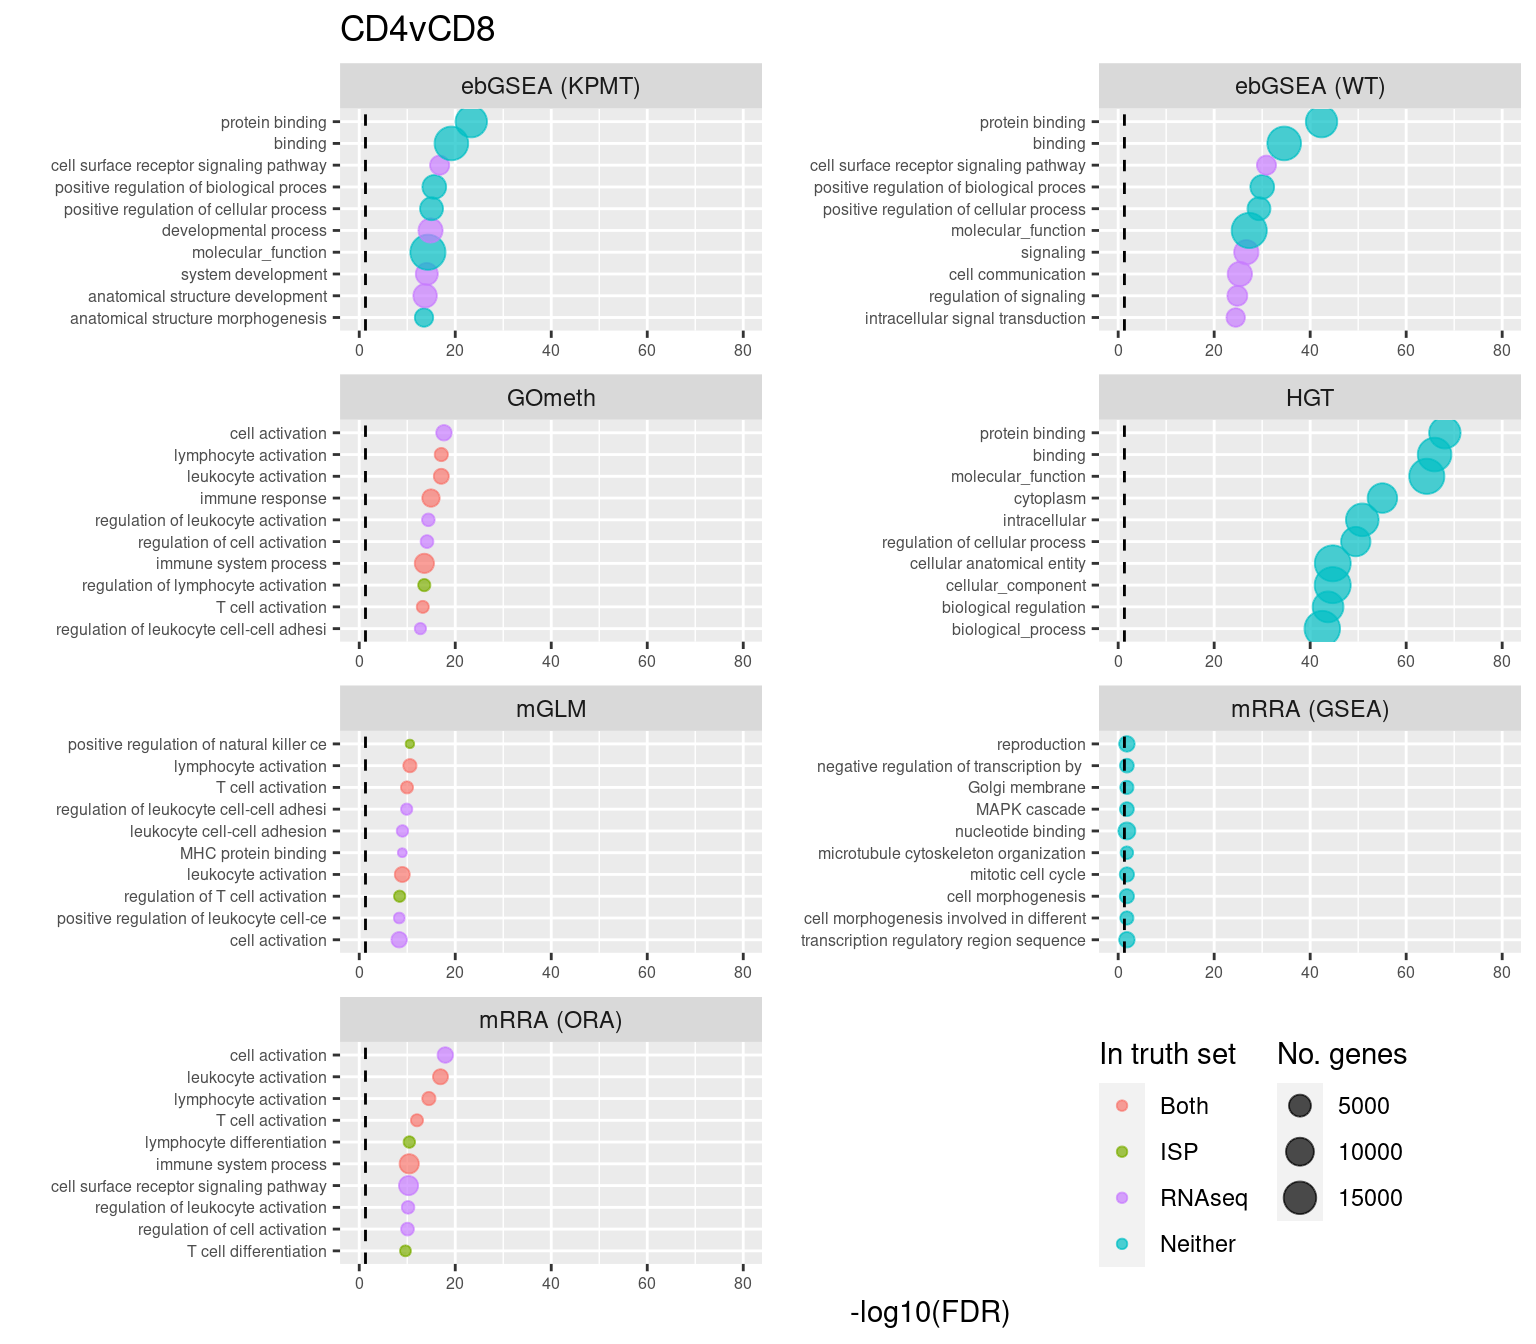 CD4vCD8
ebGSEA (KPMT)
protein binding
binding
cell surface receptor signaling pathway
positive regulation of biological proces
positive regulation of cellular process
developmental process
molecular_function
system development
anatomical structure development
anatomical structure morphogenesis
0 20 40 60 80
ebGSEA (WT)
protein binding
binding
cell surface receptor signaling pathway
positive regulation of biological proces
positive regulation of cellular process
molecular_function
signaling
cell communication
regulation of signaling
intracellular signal transduction
0 20 40 60 80
GOmeth
cell activation
lymphocyte activation
leukocyte activation
immune response
regulation of leukocyte activation
regulation of cell activation
immune system process
regulation of lymphocyte activation
T cell activation
regulation of leukocyte cell-cell adhesi
0 20 40 60 80
HGT
protein binding
binding
molecular_function
cytoplasm
intracellular
regulation of cellular process
cellular anatomical entity
cellular_component
biological regulation
biological_process
0 20 40 60 80
mGLM
positive regulation of natural killer ce
lymphocyte activation
T cell activation
regulation of leukocyte cell-cell adhesi
leukocyte cell-cell adhesion
MHC protein binding
leukocyte activation
regulation of T cell activation
positive regulation of leukocyte cell-ce
cell activation
0 20 40 60 80
mRRA (GSEA)
reproduction
negative regulation of transcription by
Golgi membrane
MAPK cascade
nucleotide binding
microtubule cytoskeleton organization
mitotic cell cycle
cell morphogenesis
cell morphogenesis involved in different
transcription regulatory region sequence
0 20 40 60 80
mRRA (ORA)
cell activation
leukocyte activation
lymphocyte activation
T cell activation
lymphocyte differentiation
immune system process
cell surface receptor signaling pathway
regulation of leukocyte activation
regulation of cell activation
T cell differentiation
0 20 40 60 80
In truth set
Both
ISP
RNAseq
Neither
No. genes
5000
10000
15000
-log10(FDR)